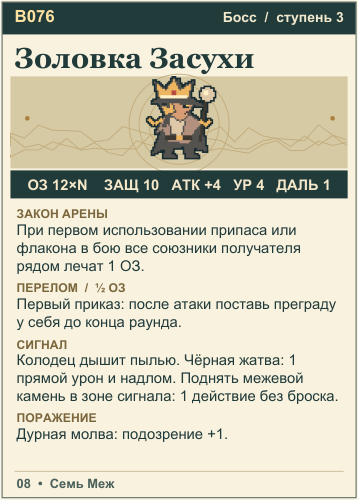 B076
Босс / ступень 3
Золовка Засухи
ОЗ 12×N ЗАЩ 10 АТК +4 УР 4 ДАЛЬ 1
ЗАКОН АРЕНЫ
При первом использовании припаса или
флакона в бою все союзники получателя
рядом лечат 1 ОЗ.
ПЕРЕЛОМ / ½ ОЗ
Первый приказ: после атаки поставь преграду
у себя до конца раунда.
СИГНАЛ
Колодец дышит пылью. Чёрная жатва: 1
прямой урон и надлом. Поднять межевой
камень в зоне сигнала: 1 действие без броска.
ПОРАЖЕНИЕ
Дурная молва: подозрение +1.
08 • Семь Меж